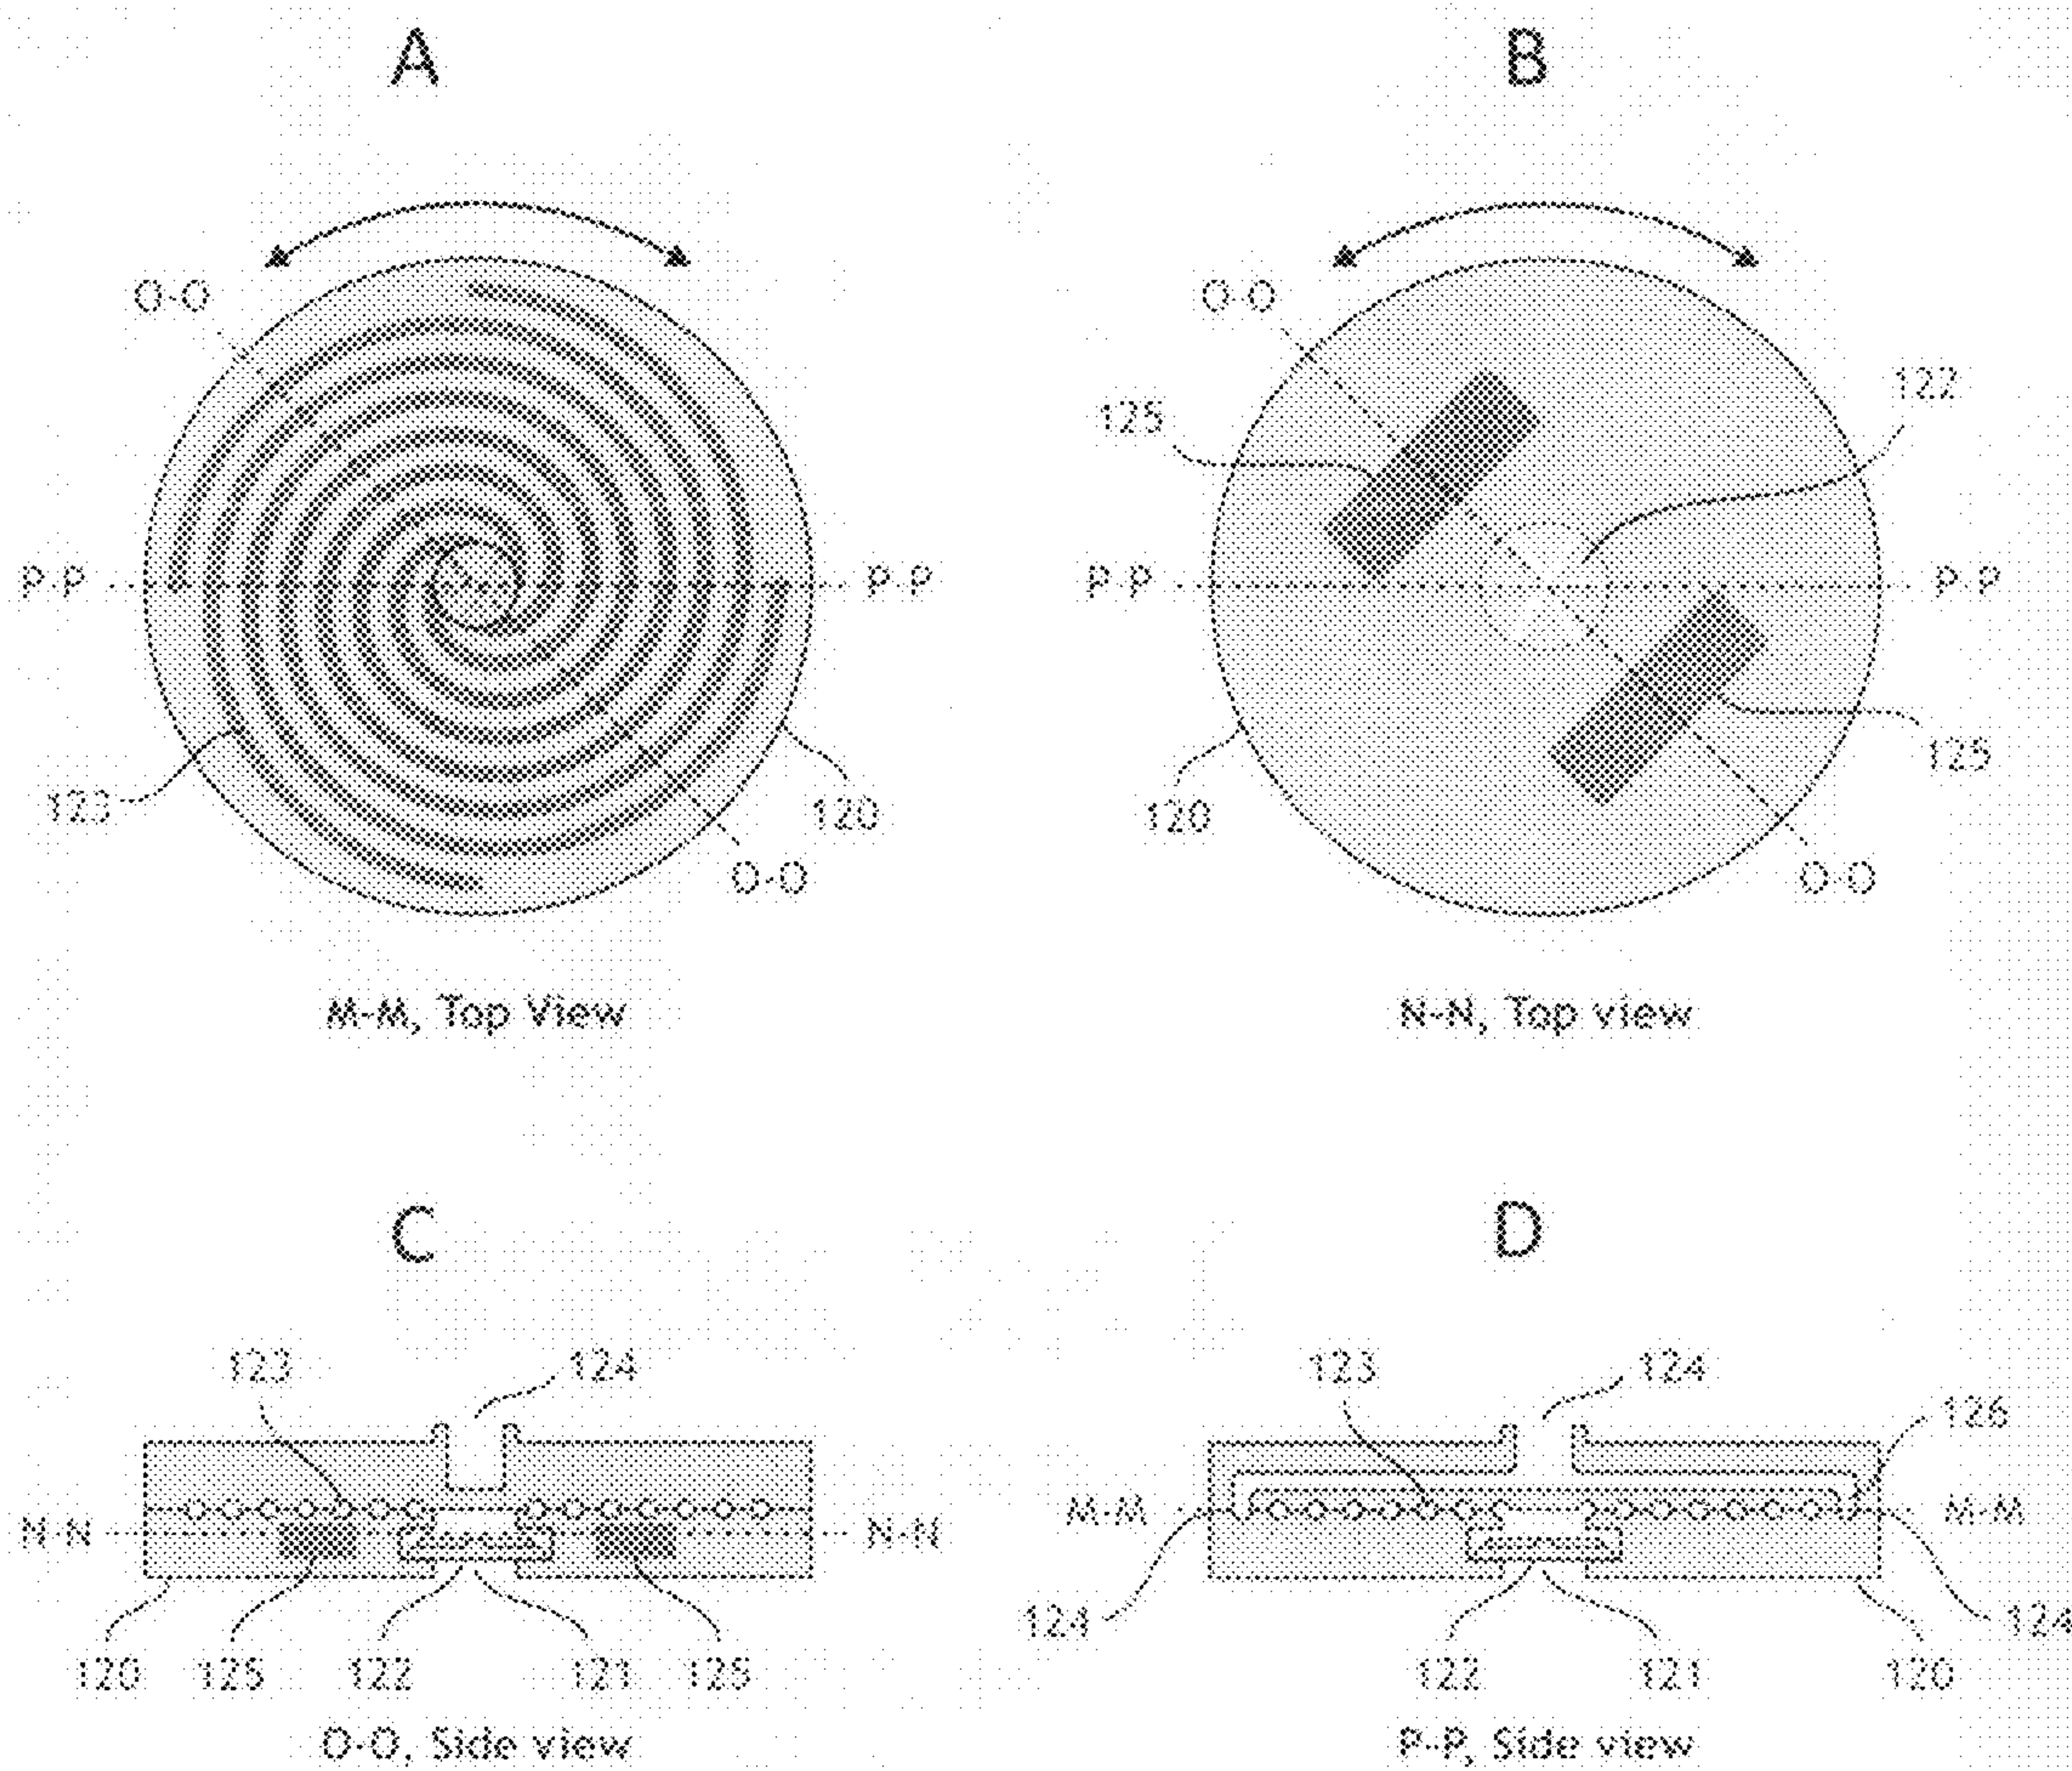 A
B
O-O
O-O
122
125
P-P
P-P
P-P
P-P
123
120
O-O
120
125
O-O
M-M, Top View
N-N, Top view
C
D
123
124
123
124
126
N-N
N-N
M-M
M-M
124
124
120
125
122
121
125
122
121
120
O-O, Side view
P-P, Side view